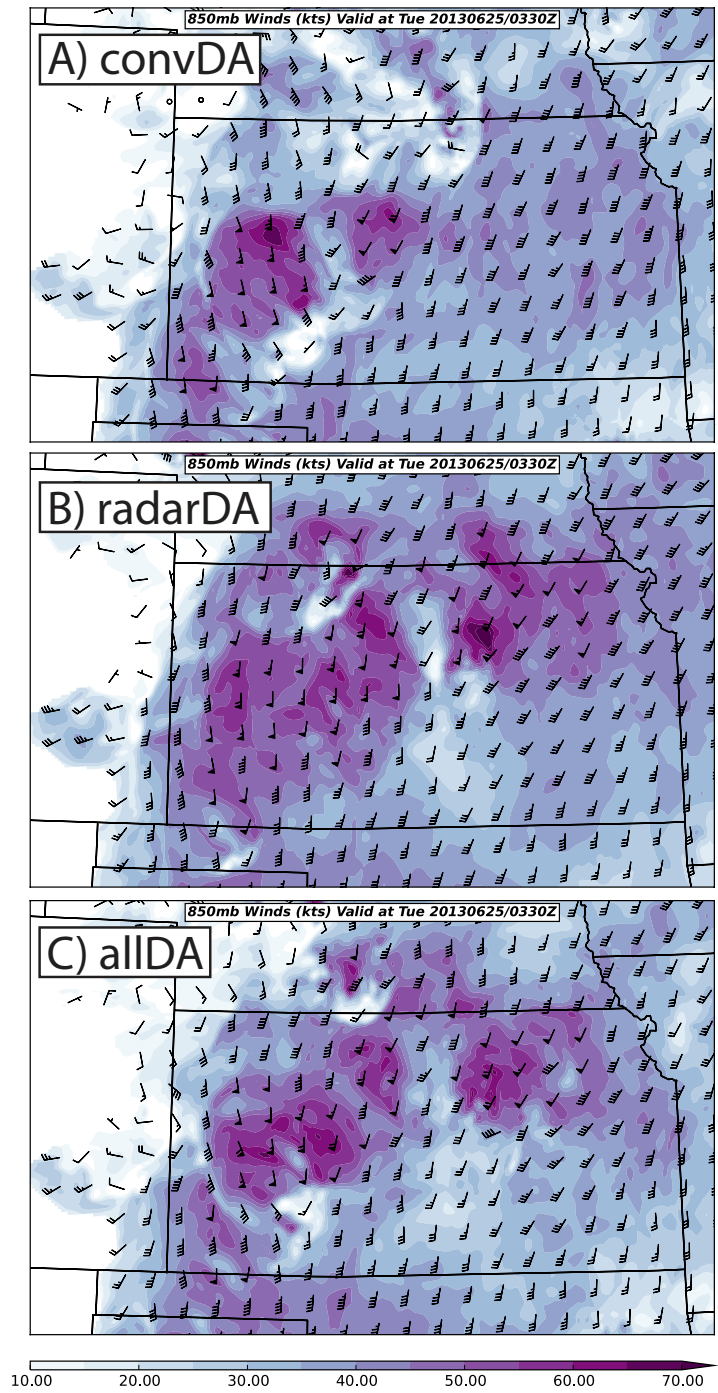 850mb Winds (kts) Valid at Tue 20130625/0330Z
A) convDA
850mb Winds (kts) Valid at Tue 20130625/0330Z
B) radarDA
850mb Winds (kts) Valid at Tue 20130625/0330Z
C) allDA
10.00 20.00 30.00 40.00 50.00 60.00 70.00